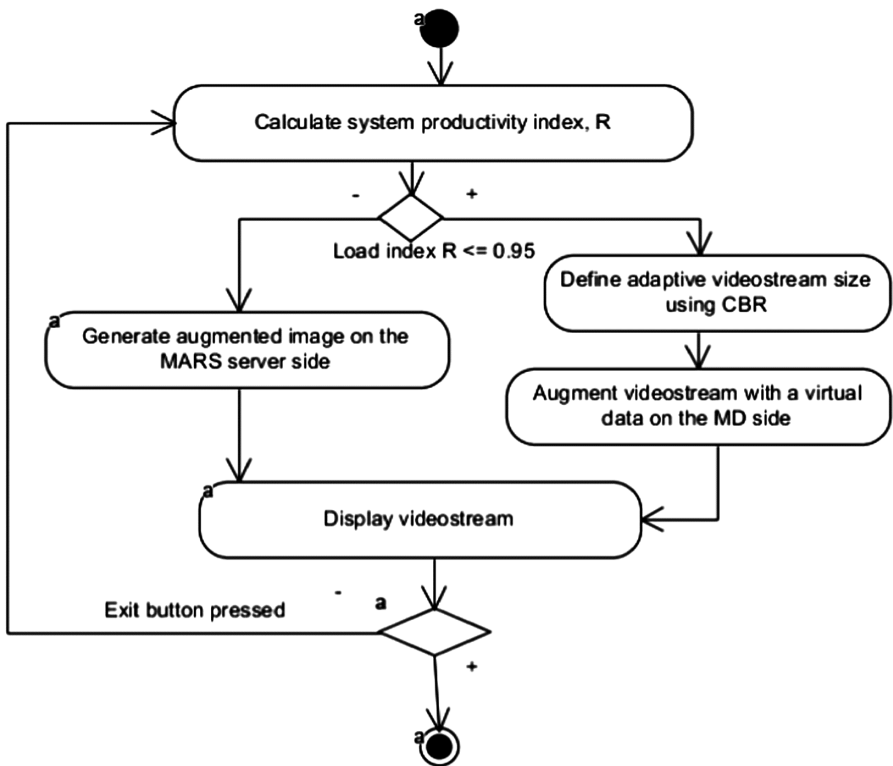 a
Calculate system productivity index, R
-
+
Load index R <= 0.95
Define adaptive videostream size
using CBR
a
Generate augmented image on the
MARS server side
Augment videostream with a virtual
data on the MD side
a
Display videostream
-
a
Exit button pressed
+
a